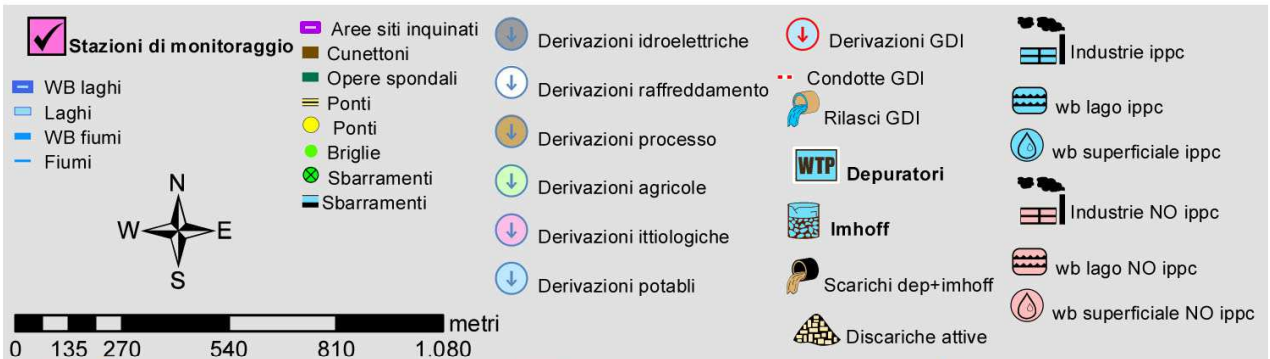 Stazioni di monitoraggio
WB laghi
Laghi
WB fiumi
Fiumi
N
W E
S
metri
0 135 270 540 810 1.080
Aree siti inquinati
Cunettoni
Opere spondali
Ponti
Ponti
Briglie
Sbarramenti
Sbarramenti
Derivazioni idroelettriche
Derivazioni raffreddamento
Derivazioni processo
Derivazioni agricole
Derivazioni ittiologiche
Derivazioni potabli
Derivazioni GDI
Condotte GDI
Rilasci GDI
WTP Depuratori
Imhoff
Scarichi dep+imhoff
Discariche attive
Industrie ippc
wb lago ippc
wb superficiale ippc
Industrie NO ippc
wb lago NO ippc
wb superficiale NO ippc